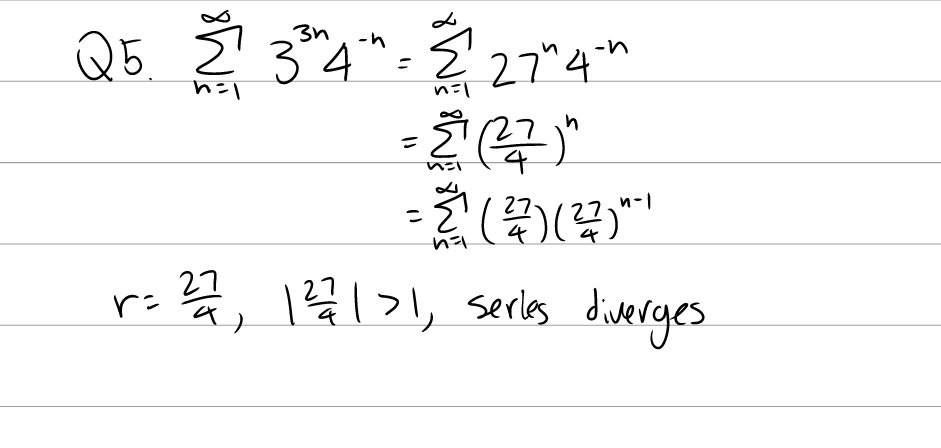 Q5. $\sum_{n=1}^{\infty} 3^{3n} 4^{-n} = \sum_{n=1}^{\infty} 27^{n} 4^{-n}$
$= \sum_{n=1}^{\infty} \left(\frac{27}{4}\right)^{n}$
$= \sum_{n=1}^{\infty} \left(\frac{27}{4}\right)\left(\frac{27}{4}\right)^{n-1}$
$r = \frac{27}{4}$, $\left|\frac{27}{4}\right| > 1$, series diverges